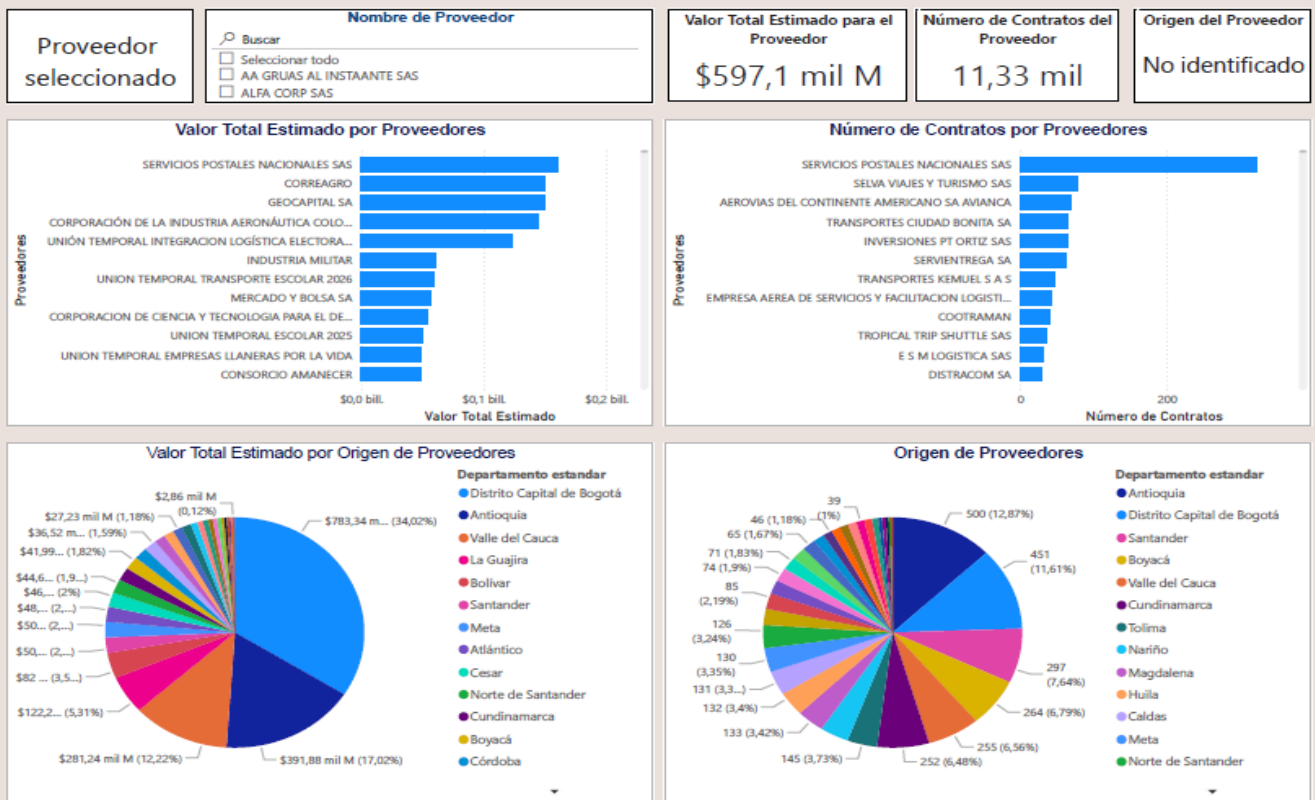 Proveedor
seleccionado
Nombre de Proveedor
Buscar
Seleccionar todo
AA GRUAS AL INSTAANTE SAS
ALFA CORP SAS
Valor Total Estimado para el
Proveedor
$597,1 mil M
Número de Contratos del
Proveedor
11,33 mil
Origen del Proveedor
No identificado
Valor Total Estimado por Proveedores
Proveedores
SERVICIOS POSTALES NACIONALES SAS
CORREAGRO
GEOCAPITAL SA
CORPORACIÓN DE LA INDUSTRIA AERONÁUTICA COLO...
UNIÓN TEMPORAL INTEGRACION LOGÍSTICA ELECTORA...
INDUSTRIA MILITAR
UNION TEMPORAL TRANSPORTE ESCOLAR 2026
MERCADO Y BOLSA SA
CORPORACION DE CIENCIA Y TECNOLOGIA PARA EL DE...
UNION TEMPORAL ESCOLAR 2025
UNION TEMPORAL EMPRESAS LLANERAS POR LA VIDA
CONSORCIO AMANECER
$0,0 bill.
$0,1 bill.
$0,2 bill.
Valor Total Estimado
Número de Contratos por Proveedores
Proveedores
SERVICIOS POSTALES NACIONALES SAS
SELVA VIAJES Y TURISMO SAS
AEROVIAS DEL CONTINENTE AMERICANO SA AVIANCA
TRANSPORTES CIUDAD BONITA SA
INVERSIONES PT ORTIZ SAS
SERVIENTREGA SA
TRANSPORTES KEMUEL S A S
EMPRESA AEREA DE SERVICIOS Y FACILITACION LOGISTI...
COOTRAMAN
TROPICAL TRIP SHUTTLE SAS
E S M LOGISTICA SAS
DISTRACOM SA
0
200
Número de Contratos
Valor Total Estimado por Origen de Proveedores
$2,86 mil M
(0,12%)
$27,23 mil M (1,18%)
$36,52 m... (1,59%)
$41,99... (1,82%)
$44,6... (1,9...)
$46,... (2%)
$48,... (2,...)
$50... (2,...)
$50,... (2,...)
$82 ... (3,5...)
$122,2... (5,31%)
$281,24 mil M (12,22%)
$391,88 mil M (17,02%)
$783,34 m... (34,02%)
Departamento estandar
Distrito Capital de Bogotá
Antioquia
Valle del Cauca
La Guajira
Bolívar
Santander
Meta
Atlántico
Cesar
Norte de Santander
Cundinamarca
Boyacá
Córdoba
Origen de Proveedores
39
(1%)
46 (1,18%)
65 (1,67%)
71 (1,83%)
74 (1,9%)
85
(2,19%)
126
(3,24%)
130
(3,35%)
131 (3,3...)
132 (3,4%)
133 (3,42%)
145 (3,73%)
252 (6,48%)
255 (6,56%)
264 (6,79%)
297
(7,64%)
451
(11,61%)
500 (12,87%)
Departamento estandar
Antioquia
Distrito Capital de Bogotá
Santander
Boyacá
Valle del Cauca
Cundinamarca
Tolima
Nariño
Magdalena
Huila
Caldas
Meta
Norte de Santander